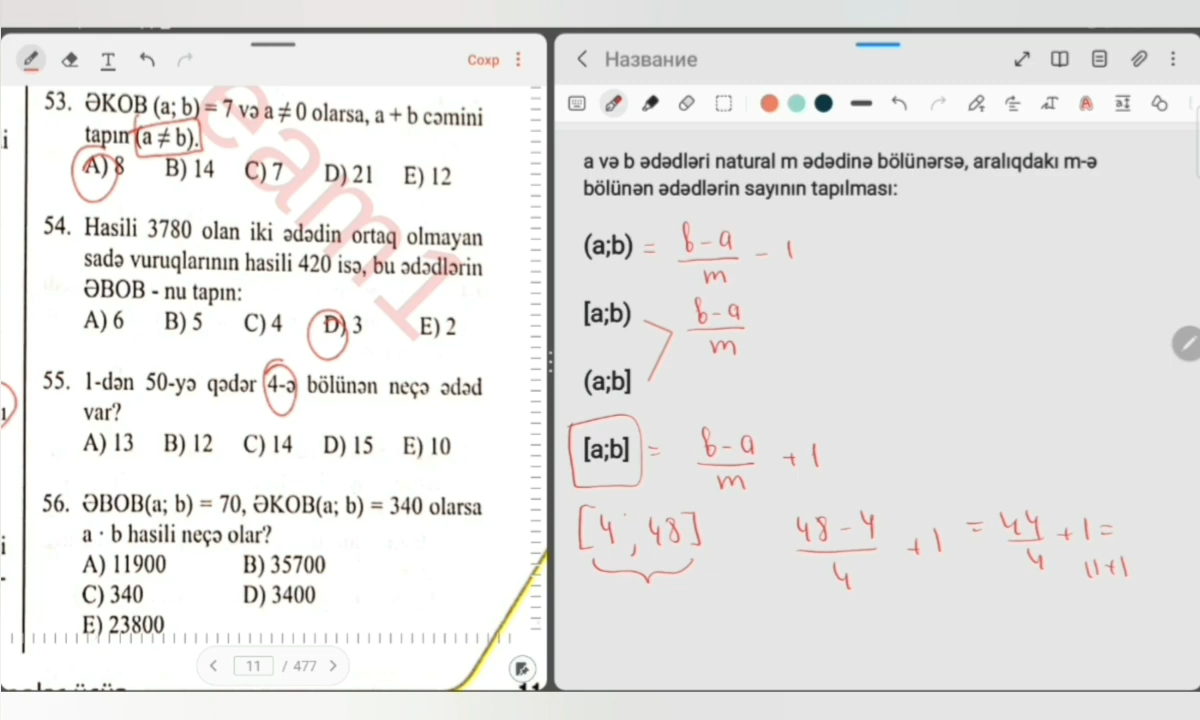 Сохр
53. ƏKOB (a; b) = 7 və a ≠ 0 olarsa, a + b cəmini
tapın (a ≠ b).
A) 8 B) 14 C) 7 D) 21 E) 12
54. Hasili 3780 olan iki ədədin ortaq olmayan
sadə vuruqlarının hasili 420 isə, bu ədədlərin
ƏBOB - nu tapın:
A) 6 B) 5 C) 4 D) 3 E) 2
55. 1-dən 50-yə qədər 4-ə bölünən neçə ədəd
var?
A) 13 B) 12 C) 14 D) 15 E) 10
56. ƏBOB(a; b) = 70, ƏKOB(a; b) = 340 olarsa
a · b hasili neçə olar?
A) 11900 B) 35700
C) 340 D) 3400
E) 23800
11 / 477
eam1
Название
a və b ədədləri natural m ədədinə bölünərsə, aralıqdakı m-ə
bölünən ədədlərin sayının tapılması:
(a;b) = b-a / m - 1
[a;b) b-a / m
(a;b]
[a;b] = b-a / m + 1
[4, 48] 48-4 / 4 + 1 = 44 / 4 + 1 =
11+1